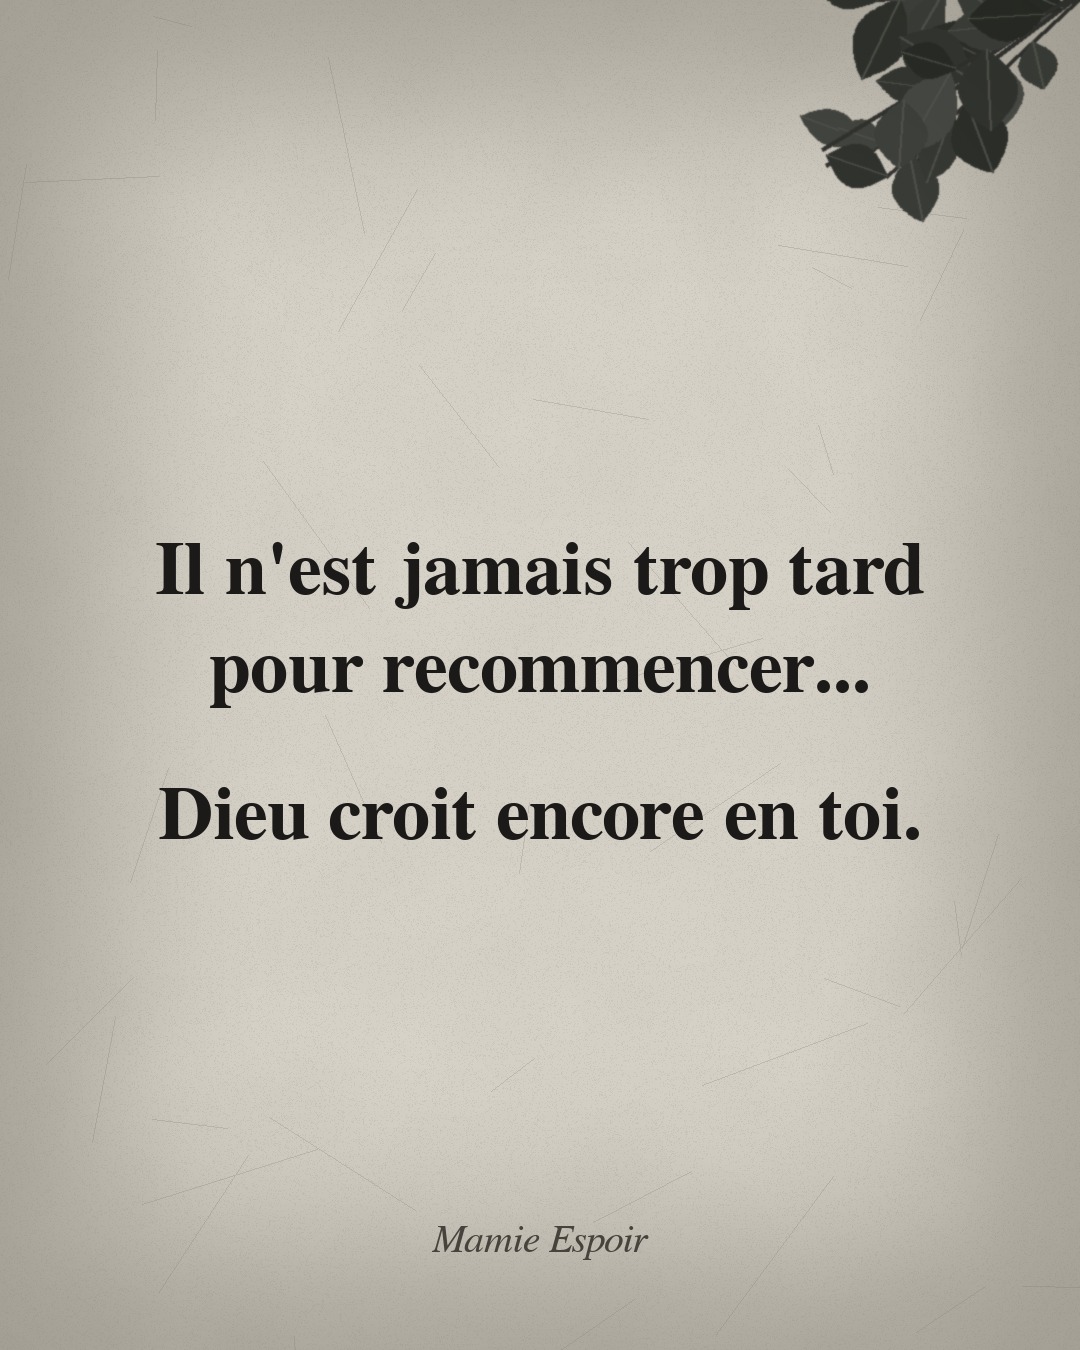 Il n'est jamais trop tard
pour recommencer...
Dieu croit encore en toi.
Mamie Espoir